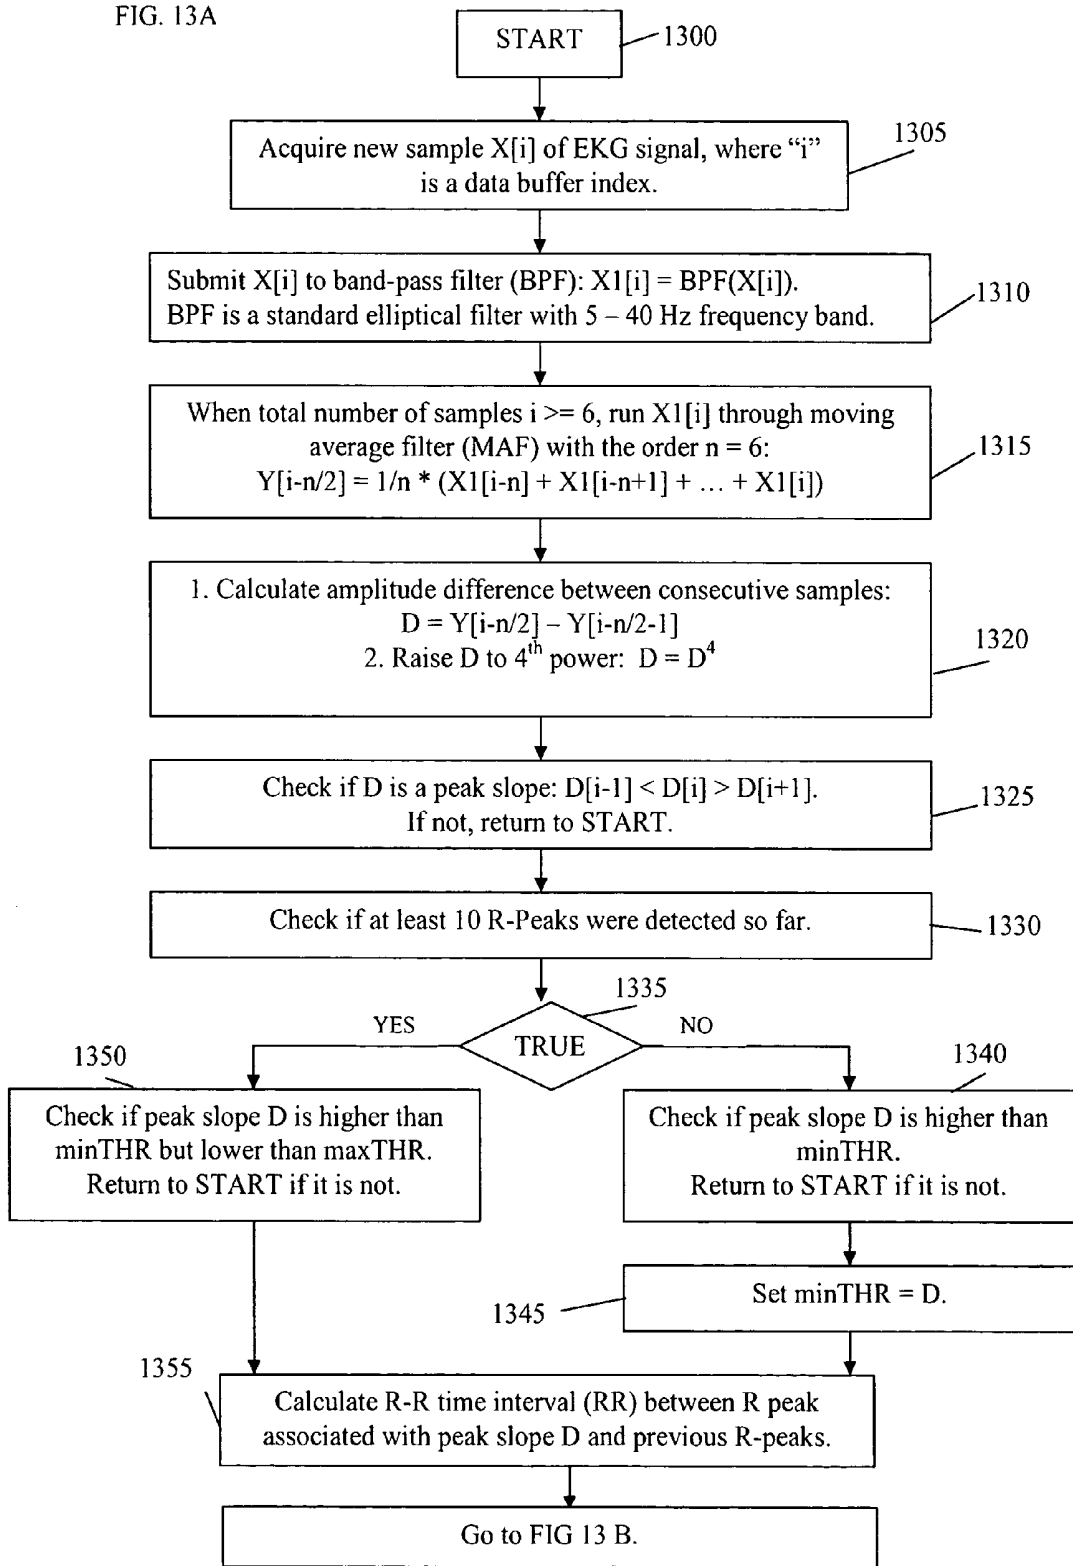 FIG. 13A
START
1300
Acquire new sample X[i] of EKG signal, where “i”
is a data buffer index.
1305
Submit X[i] to band-pass filter (BPF): X1[i] = BPF(X[i]).
BPF is a standard elliptical filter with 5 – 40 Hz frequency band.
1310
When total number of samples i >= 6, run X1[i] through moving
average filter (MAF) with the order n = 6:
Y[i-n/2] = 1/n * (X1[i-n] + X1[i-n+1] + ... + X1[i])
1315
1. Calculate amplitude difference between consecutive samples:
D = Y[i-n/2] – Y[i-n/2-1]
2. Raise D to 4th power: D = D^4
1320
Check if D is a peak slope: D[i-1] < D[i] > D[i+1].
If not, return to START.
1325
Check if at least 10 R-Peaks were detected so far.
1330
1335
YES
TRUE
NO
1350
Check if peak slope D is higher than
minTHR but lower than maxTHR.
Return to START if it is not.
1340
Check if peak slope D is higher than
minTHR.
Return to START if it is not.
Set minTHR = D.
1345
1355
Calculate R-R time interval (RR) between R peak
associated with peak slope D and previous R-peaks.
Go to FIG 13 B.